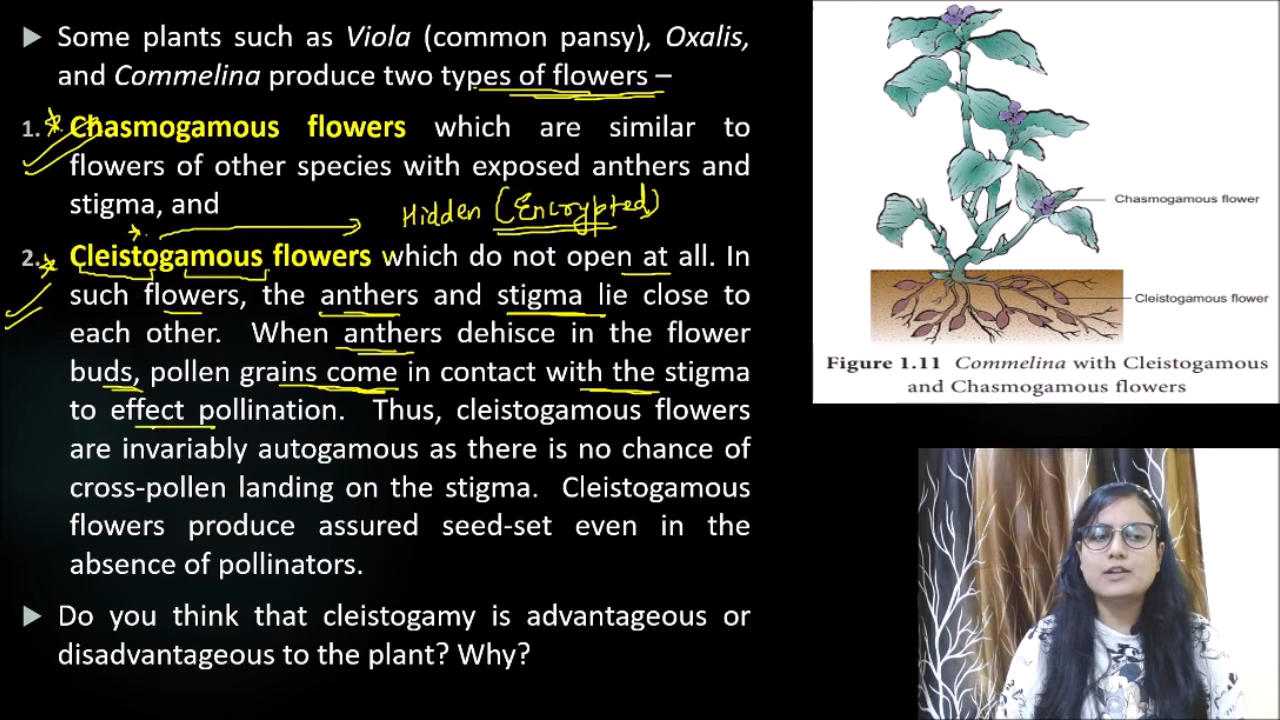 ▶ Some plants such as Viola (common pansy), Oxalis,
and Commelina produce two types of flowers –
1. Chasmogamous flowers which are similar to
flowers of other species with exposed anthers and
stigma, and
Hidden (Encrypted)
2. Cleistogamous flowers which do not open at all. In
such flowers, the anthers and stigma lie close to
each other. When anthers dehisce in the flower
buds, pollen grains come in contact with the stigma
to effect pollination. Thus, cleistogamous flowers
are invariably autogamous as there is no chance of
cross-pollen landing on the stigma. Cleistogamous
flowers produce assured seed-set even in the
absence of pollinators.
▶ Do you think that cleistogamy is advantageous or
disadvantageous to the plant? Why?
Chasmogamous flower
Cleistogamous flower
Figure 1.11 Commelina with Cleistogamous
and Chasmogamous flowers